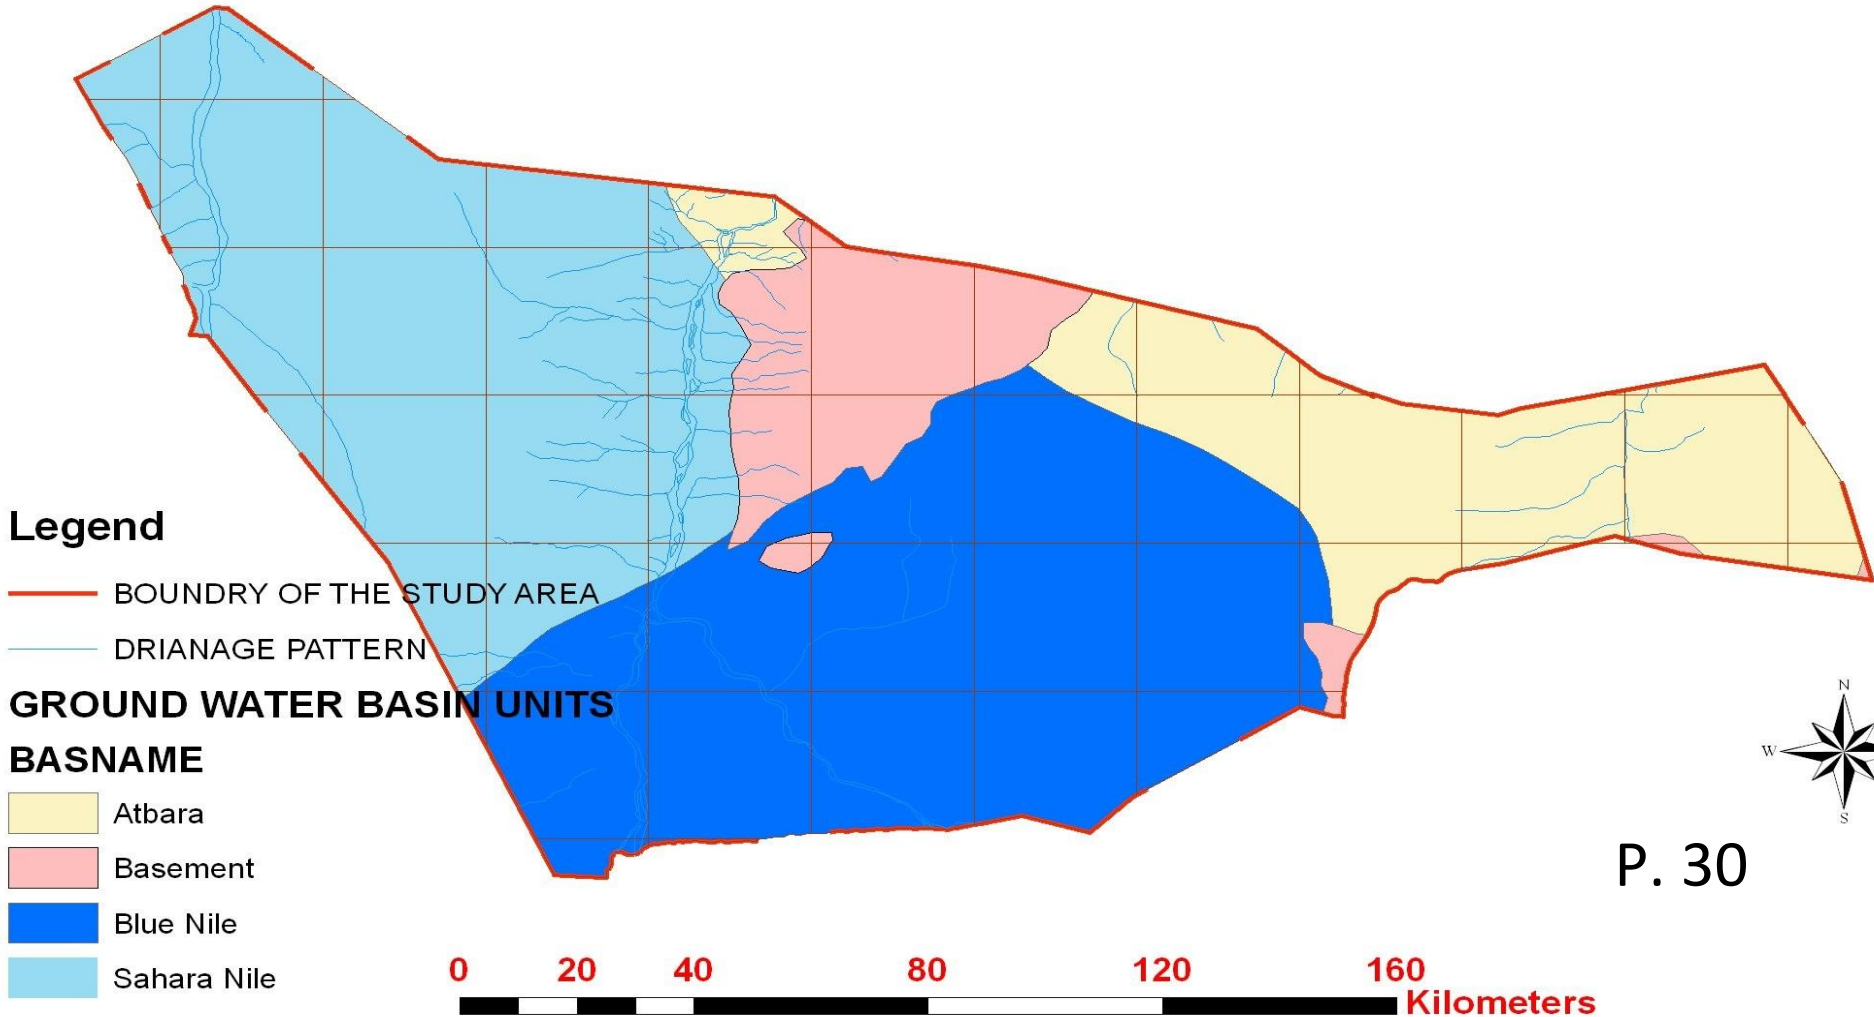 Legend
BOUNDRY OF THE STUDY AREA
DRIANAGE PATTERN
GROUND WATER BASIN UNITS
BASNAME
Atbara
Basement
Blue Nile
Sahara Nile
0 20 40 80 120 160
Kilometers
N
W
S
P. 30